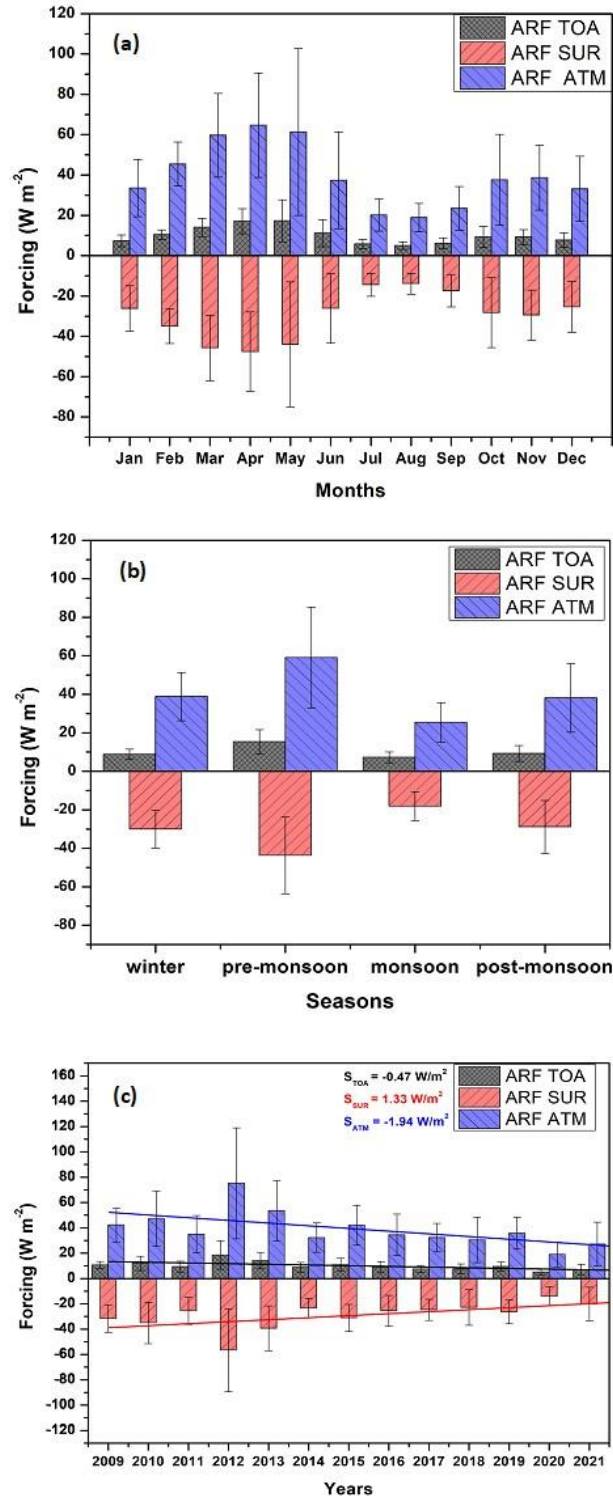 (a)
ARF TOA
ARF SUR
ARF ATM
120
100
80
60
40
20
0
-20
-40
-60
-80
Forcing (W m-2)
Jan Feb Mar Apr May Jun Jul Aug Sep Oct Nov Dec
Months
(b)
ARF TOA
ARF SUR
ARF ATM
120
100
80
60
40
20
0
-20
-40
-60
-80
Forcing (W m-2)
winter pre-monsoon monsoon post-monsoon
Seasons
(c)
STOA = -0.47 W/m2
SSUR = 1.33 W/m2
SATM = -1.94 W/m2
ARF TOA
ARF SUR
ARF ATM
160
140
120
100
80
60
40
20
0
-20
-40
-60
-80
-100
-120
Forcing (W m-2)
2009 2010 2011 2012 2013 2014 2015 2016 2017 2018 2019 2020 2021
Years